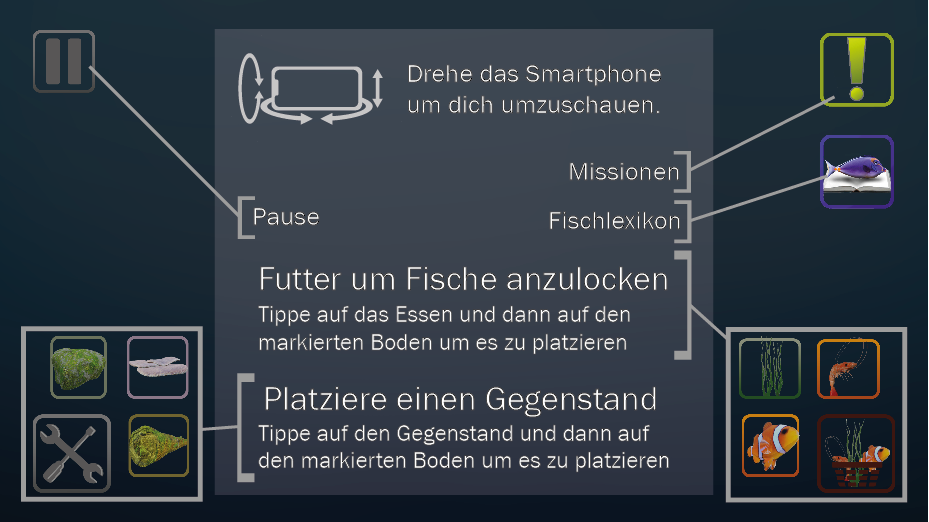 Drehe das Smartphone
um dich umzuschauen.
Missionen
Pause
Fischlexikon
Futter um Fische anzulocken
Tippe auf das Essen und dann auf den
markierten Boden um es zu platzieren
Platziere einen Gegenstand
Tippe auf den Gegenstand und dann auf
den markierten Boden um es zu platzieren